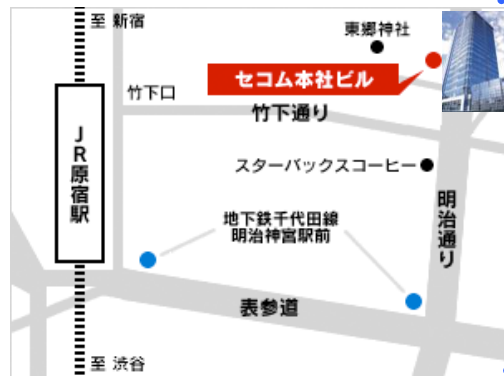 至 新宿
東郷神社
セコム本社ビル
竹下口
竹下通り
JR原宿駅
スターバックスコーヒー
明治通り
地下鉄千代田線
明治神宮駅前
表参道
至 渋谷